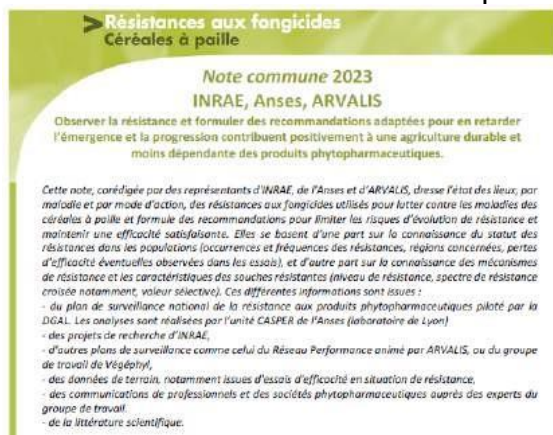 >Résistances aux fongicides
Céréales à paille
Note commune 2023
INRAE, Anses, ARVALIS
Observer la résistance et formuler des recommandations adaptées pour en retarder
l'émergence et la progression contribuent positivement à une agriculture durable et
moins dépendante des produits phytopharmaceutiques.
Cette note, corédigée par des représentants d'INRAE, de l'Anses et d'ARVALIS, dresse l'état des lieux, par
maladie et par mode d'action, des résistances aux fongicides utilisés pour lutter contre les maladies des
céréales à paille et formule des recommandations pour limiter les risques d'évolution de résistance et
maintenir une efficacité satisfaisante. Elles se basent d'une part sur la connaissance du statut des
résistances dans les populations (occurrences et fréquences des résistances, régions concernées, pertes
d'efficacité éventuelles observées dans les essais), et d'autre part sur la connaissance des mécanismes
de résistance et les caractéristiques des souches résistantes (niveau de résistance, spectre de résistance
croisée notamment, valeur sélective). Ces différentes informations sont issues :
- du plan de surveillance national de la résistance aux produits phytopharmaceutiques piloté par la
DGAL. Les analyses sont réalisées par l'unité CASPER de l'Anses (laboratoire de Lyon)
- des projets de recherche d'INRAE,
- d'autres plans de surveillance comme celui du Réseau Performance animé par ARVALIS, ou du groupe
de travail de Végéphyl,
- des données de terrain, notamment issues d'essais d'efficacité en situation de résistance,
- des communications de professionnels et des sociétés phytopharmaceutiques auprès des experts du
groupe de travail.
- de la littérature scientifique.